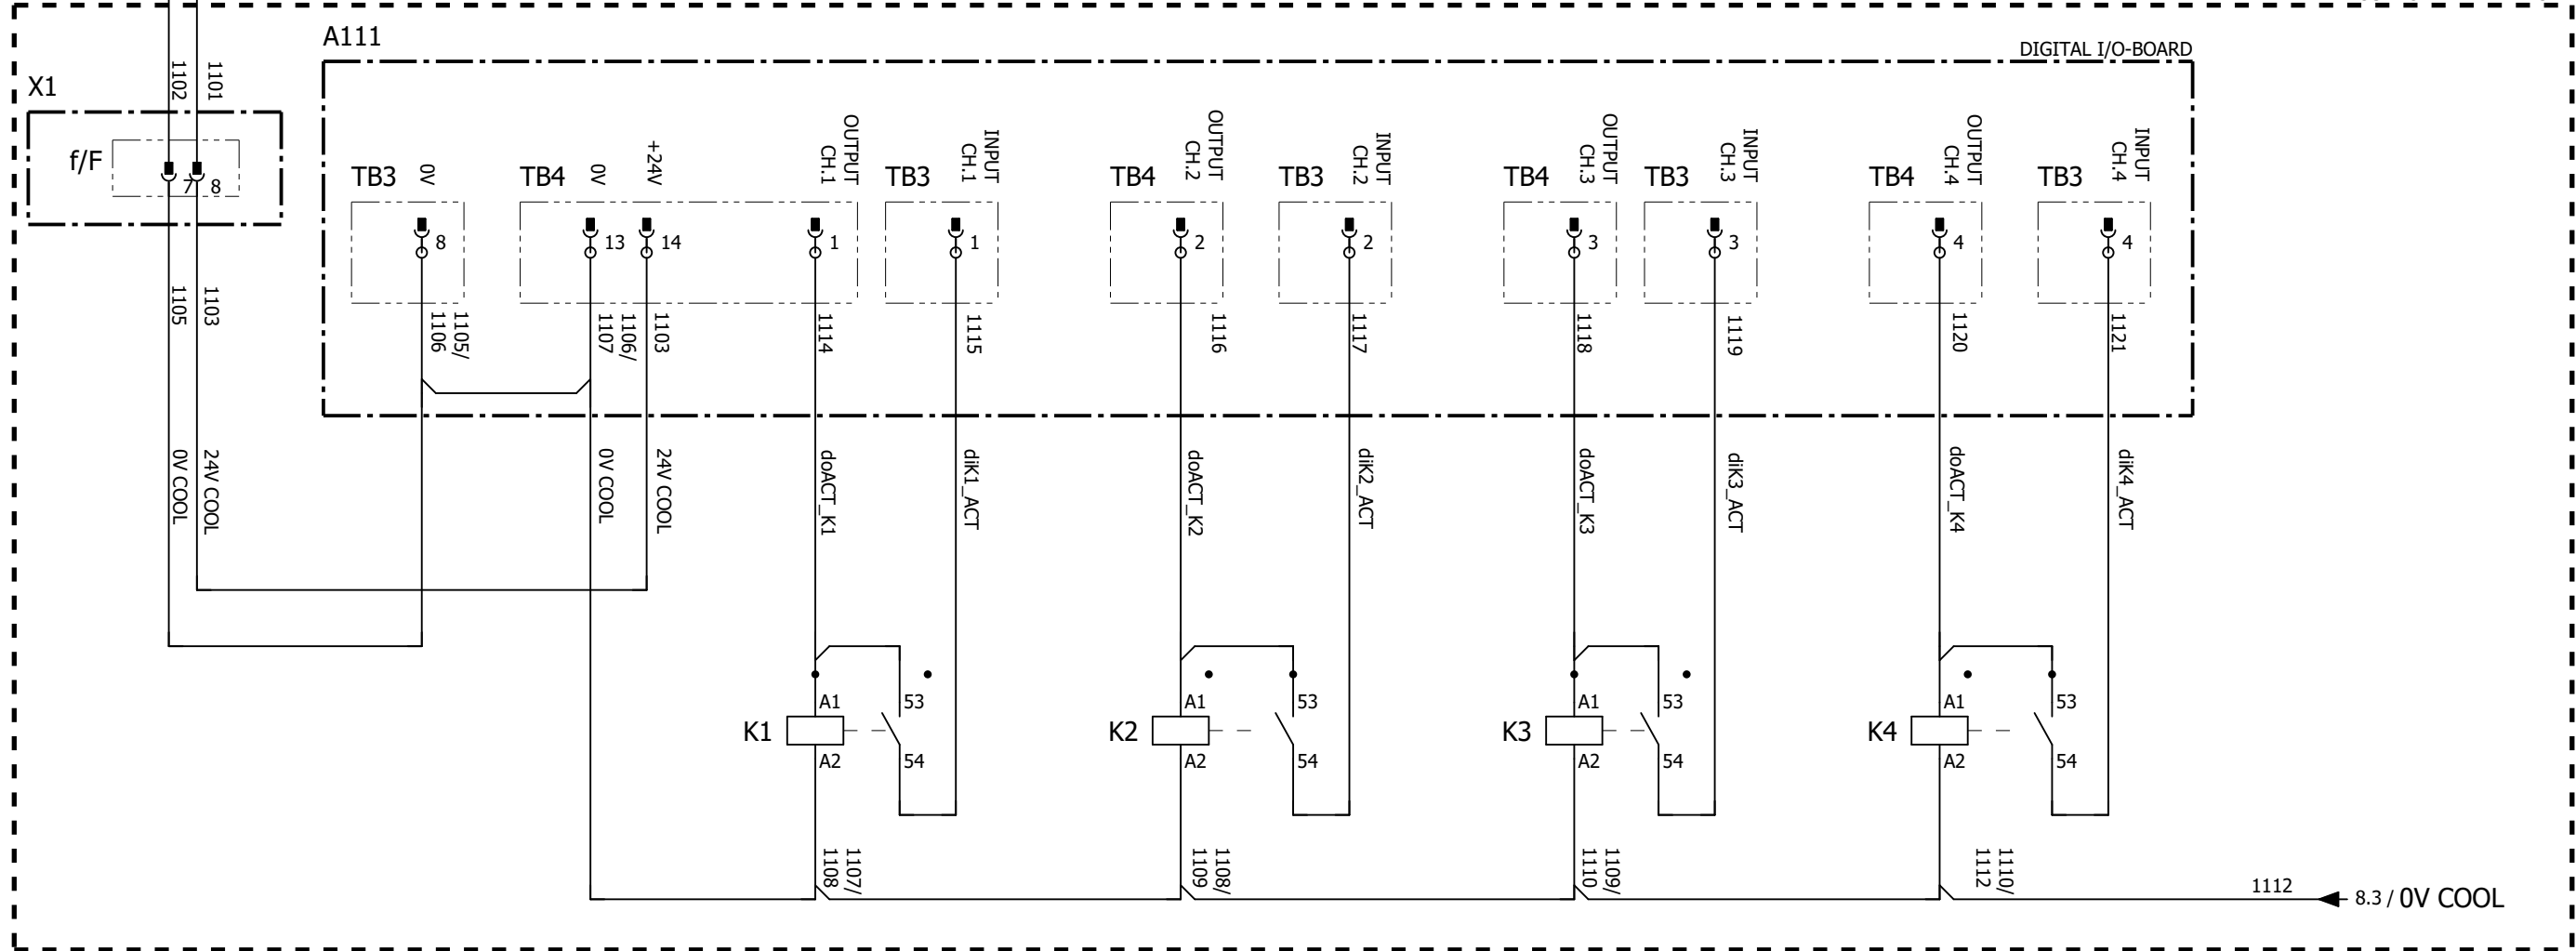 A111
DIGITAL I/O-BOARD
X1
1102
1101
f/F
7
8
TB3
0V
8
TB4
0V
+24V
13
14
OUTPUT
CH.1
1
TB3
INPUT
CH.1
1
TB4
OUTPUT
CH.2
2
TB3
INPUT
CH.2
2
TB4
OUTPUT
CH.3
3
TB3
INPUT
CH.3
3
TB4
OUTPUT
CH.4
4
TB3
INPUT
CH.4
4
1105
1103
1105/
1106
1106/
1107
1103
1114
1115
1116
1117
1118
1119
1120
1121
0V COOL
24V COOL
0V COOL
24V COOL
doACT_K1
diK1_ACT
doACT_K2
diK2_ACT
doACT_K3
diK3_ACT
doACT_K4
diK4_ACT
K1
A1
A2
53
54
K2
A1
A2
53
54
K3
A1
A2
53
54
K4
A1
A2
53
54
1107/
1108
1108/
1109
1109/
1110
1110/
1112
1112
8.3 / 0V COOL